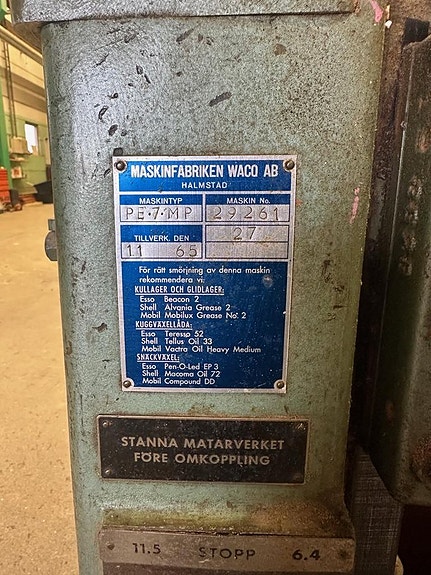 MASKINFABRIKEN WACO AB
HALMSTAD
MASKINTYP MASKIN No.
PE·7·MP 29261
TILLVERK. DEN 27
11 65
För rätt smörjning av denna maskin
rekommendera vi:
KULLAGER OCH GLIDLAGER:
Esso Beacon 2
Shell Alvania Grease 2
Mobil Mobilux Grease No: 2
KUGGVÄXELLÅDA:
Esso Teresso 52
Shell Tellus Oil 33
Mobil Vactra Oil Heavy Medium
SNÄCKVÄXEL:
Esso Pen-O-Led EP 3
Shell Macoma Oil 72
Mobil Compound DD
STANNA MATARVERKET
FÖRE OMKOPPLING
11.5 STOPP 6.4